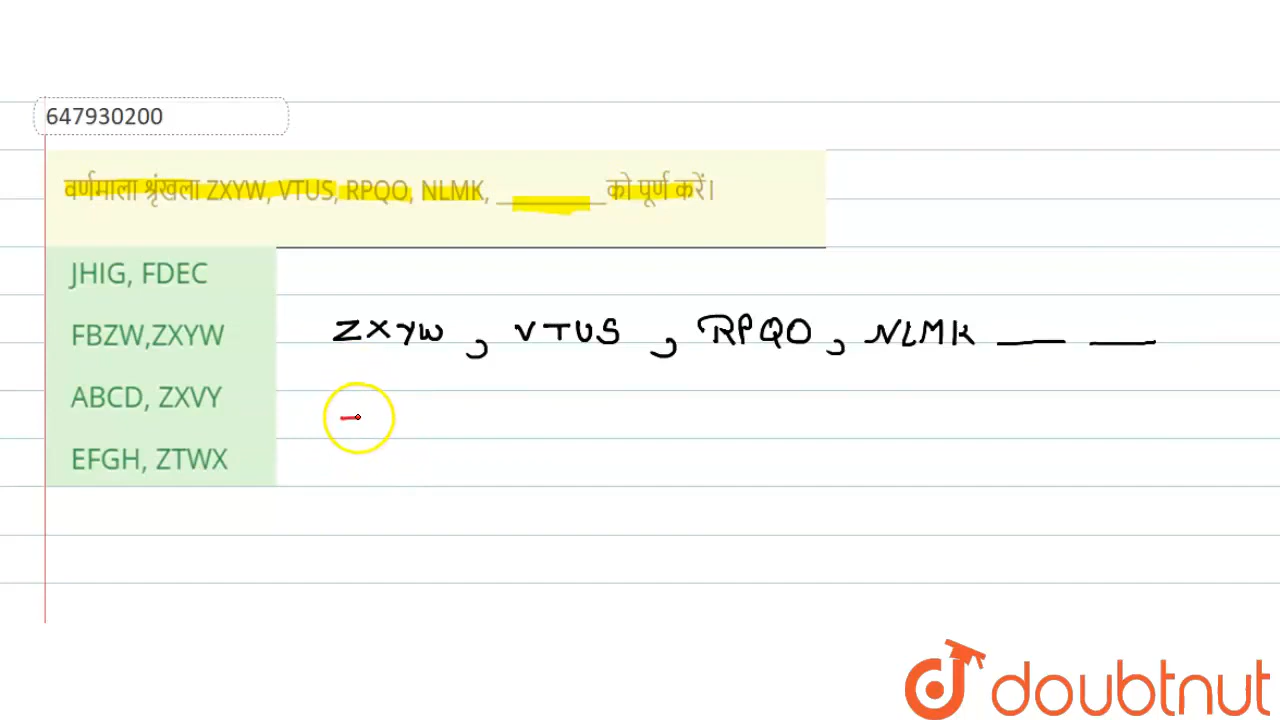 647930200
वर्णमाला श्रृंखला ZXYW, VTUS, RPQO, NLMK, ________ को पूर्ण करें।
JHIG, FDEC
FBZW,ZXYW
ABCD, ZXVY
EFGH, ZTWX
ZXYW, VTUS, RPQO, NLMK ___ ___
doubtnut